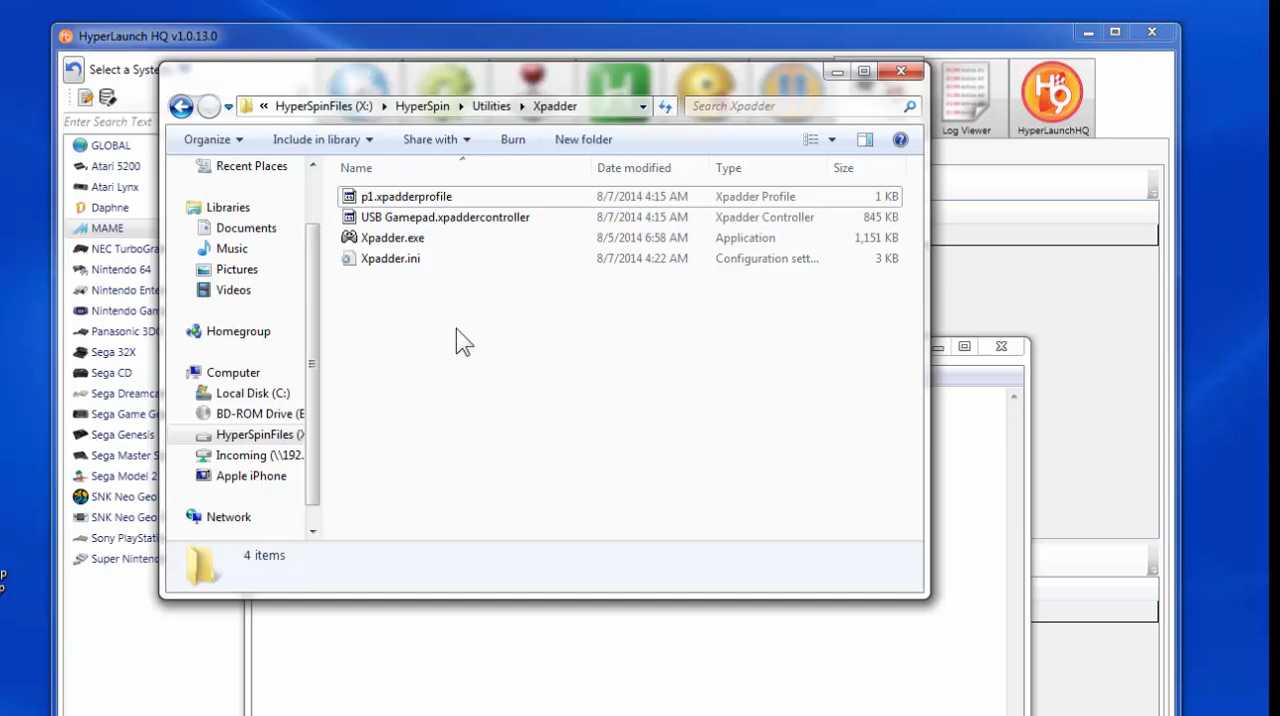 HyperLaunch HQ v1.0.13.0
Select a Syste
Enter Search Text
GLOBAL
Atari 5200
Atari Lynx
Daphne
MAME
NEC TurboGra
Nintendo 64
Nintendo Ente
Nintendo Gam
Panasonic 3D
Sega 32X
Sega CD
Sega Dreamca
Sega Game Ge
Sega Genesis
Sega Master S
Sega Model 2
SNK Neo Geo
SNK Neo Geo
Sony PlayStati
Super Nintend
Log Viewer
HyperLaunchHQ
« HyperSpinFiles (X:) HyperSpin Utilities Xpadder
Search Xpadder
Organize Include in library Share with Burn New folder
Recent Places
Libraries
Documents
Music
Pictures
Videos
Homegroup
Computer
Local Disk (C:)
BD-ROM Drive (E
HyperSpinFiles (X
Incoming (\\192.
Apple iPhone
Network
Name Date modified Type Size
p1.xpadderprofile 8/7/2014 4:15 AM Xpadder Profile 1 KB
USB Gamepad.xpaddercontroller 8/7/2014 4:15 AM Xpadder Controller 845 KB
Xpadder.exe 8/5/2014 6:58 AM Application 1,151 KB
Xpadder.ini 8/7/2014 4:22 AM Configuration sett... 3 KB
4 items